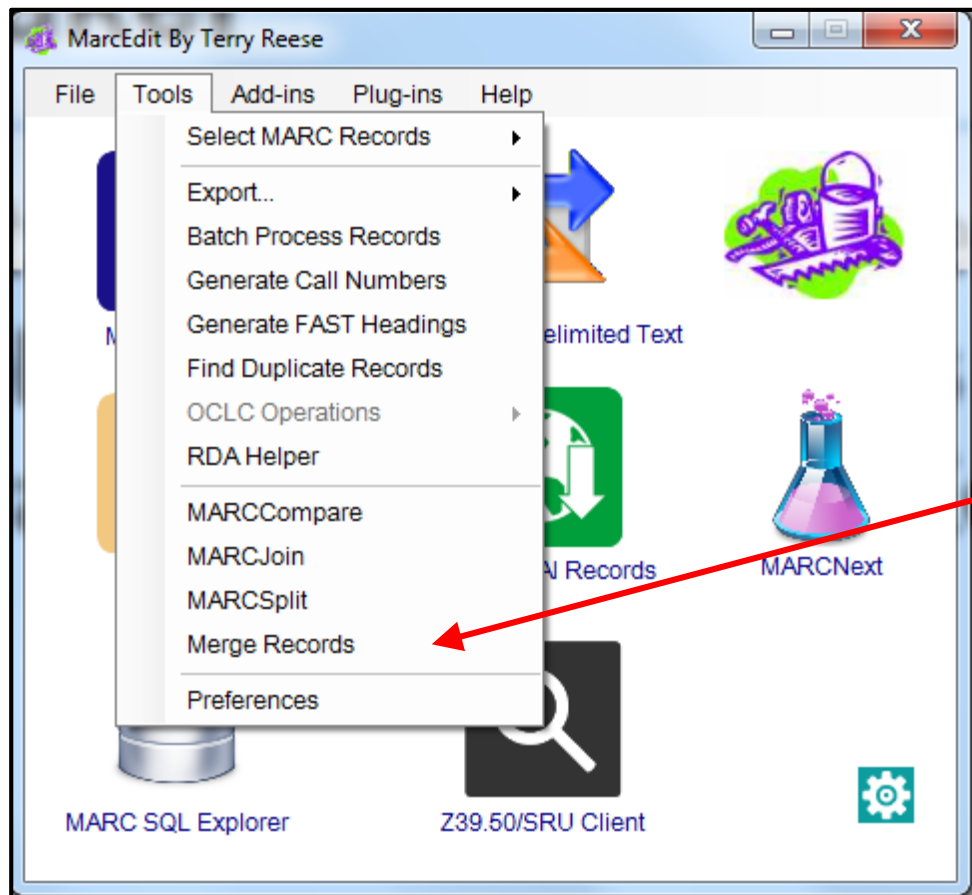 MarcEdit By Terry Reese
File Tools Add-ins Plug-ins Help
Select MARC Records
Export...
Batch Process Records
Generate Call Numbers
Generate FAST Headings
Find Duplicate Records
OCLC Operations
RDA Helper
MARCCompare
MARCJoin
MARCSplit
Merge Records
Preferences
elimited Text
Records
MARCNext
MARC SQL Explorer
Z39.50/SRU Client